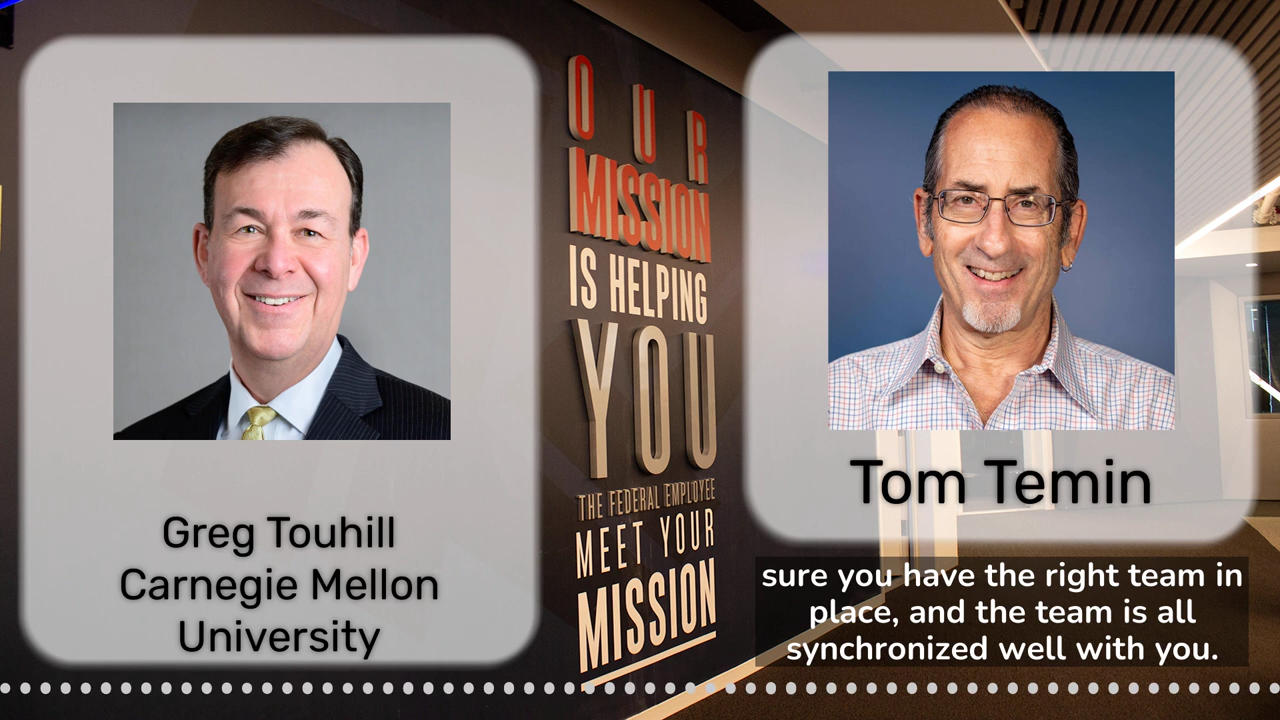 Greg Touhill
Carnegie Mellon
University
OUR
MISSION
IS HELPING
YOU
THE FEDERAL EMPLOYEE
MEET YOUR
MISSION
Tom Temin
sure you have the right team in
place, and the team is all
synchronized well with you.